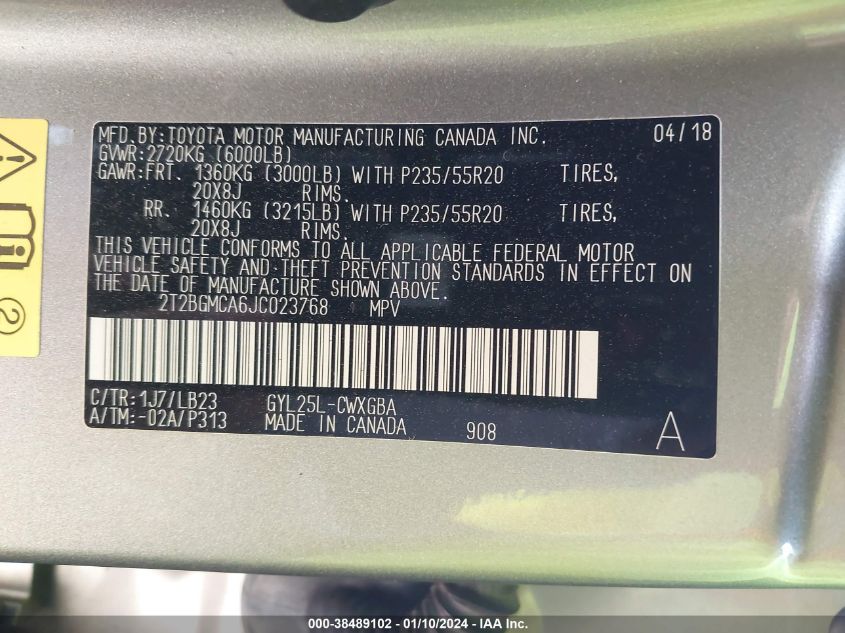 MFD.BY:TOYOTA MOTOR MANUFACTURING CANADA INC. 04/18
GVWR:2720KG (6000LB)
GAWR:FRT. 1360KG (3000LB) WITH P235/55R20 TIRES,
20X8J RIMS.
RR. 1460KG (3215LB) WITH P235/55R20 TIRES,
20X8J RIMS.
THIS VEHICLE CONFORMS TO ALL APPLICABLE FEDERAL MOTOR
VEHICLE SAFETY AND THEFT PREVENTION STANDARDS IN EFFECT ON
THE DATE OF MANUFACTURE SHOWN ABOVE.
2T2BGMCA6JC023768 MPV
C/TR:1J7/LB23 GYL25L-CWXGBA
A/TM:-02A/P313 MADE IN CANADA 908 A
2
000-38489102 - 01/10/2024 - IAA Inc.